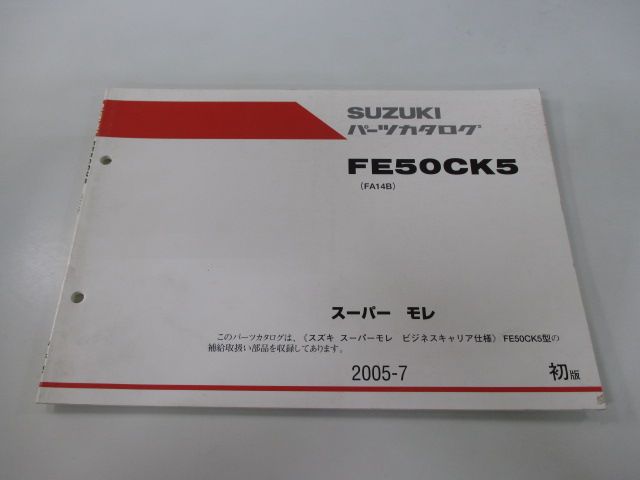 SUZUKI
パーツカタログ
FE50CK5
(FA14B)
スーパー モレ
このパーツカタログは、《スズキ スーパーモレ ビジネスキャリア仕様》FE50CK5型の
補給取扱い部品を収録してあります。
2005-7 初版